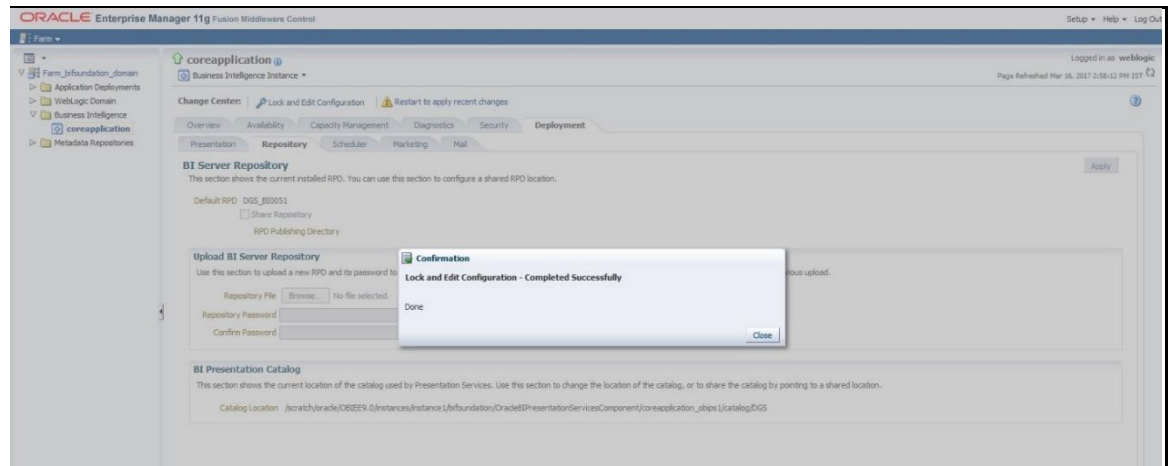 ORACLE Enterprise Manager 11g Fusion Middleware Control
Setup Help Log Out
Farm
Farm_bifoundation_domain
Application Deployments
WebLogic Domain
Business Intelligence
coreapplication
Metadata Repositories
coreapplication
Logged in as weblogic
Business Intelligence Instance
Page Refreshed Mar 16, 2017 2:58:12 PM IST
Change Center: Lock and Edit Configuration Restart to apply recent changes
Overview Availability Capacity Management Diagnostics Security Deployment
Presentation Repository Scheduler Marketing Mail
BI Server Repository
Apply
This section shows the current installed RPD. You can use this section to configure a shared RPD location.
Default RPD DGS_BI0051
Share Repository
RPD Publishing Directory
Upload BI Server Repository
Use this section to upload a new RPD and its password to
vious upload.
Repository File Browse... No file selected.
Repository Password
Confirm Password
Confirmation
Lock and Edit Configuration - Completed Successfully
Done
Close
BI Presentation Catalog
This section shows the current location of the catalog used by Presentation Services. Use this section to change the location of the catalog, or to share the catalog by pointing to a shared location.
Catalog Location /scratch/oracle/OBIEE9.0/instances/instance1/bifoundation/OracleBIPresentationServicesComponent/coreapplication_obips1/catalog/DGS